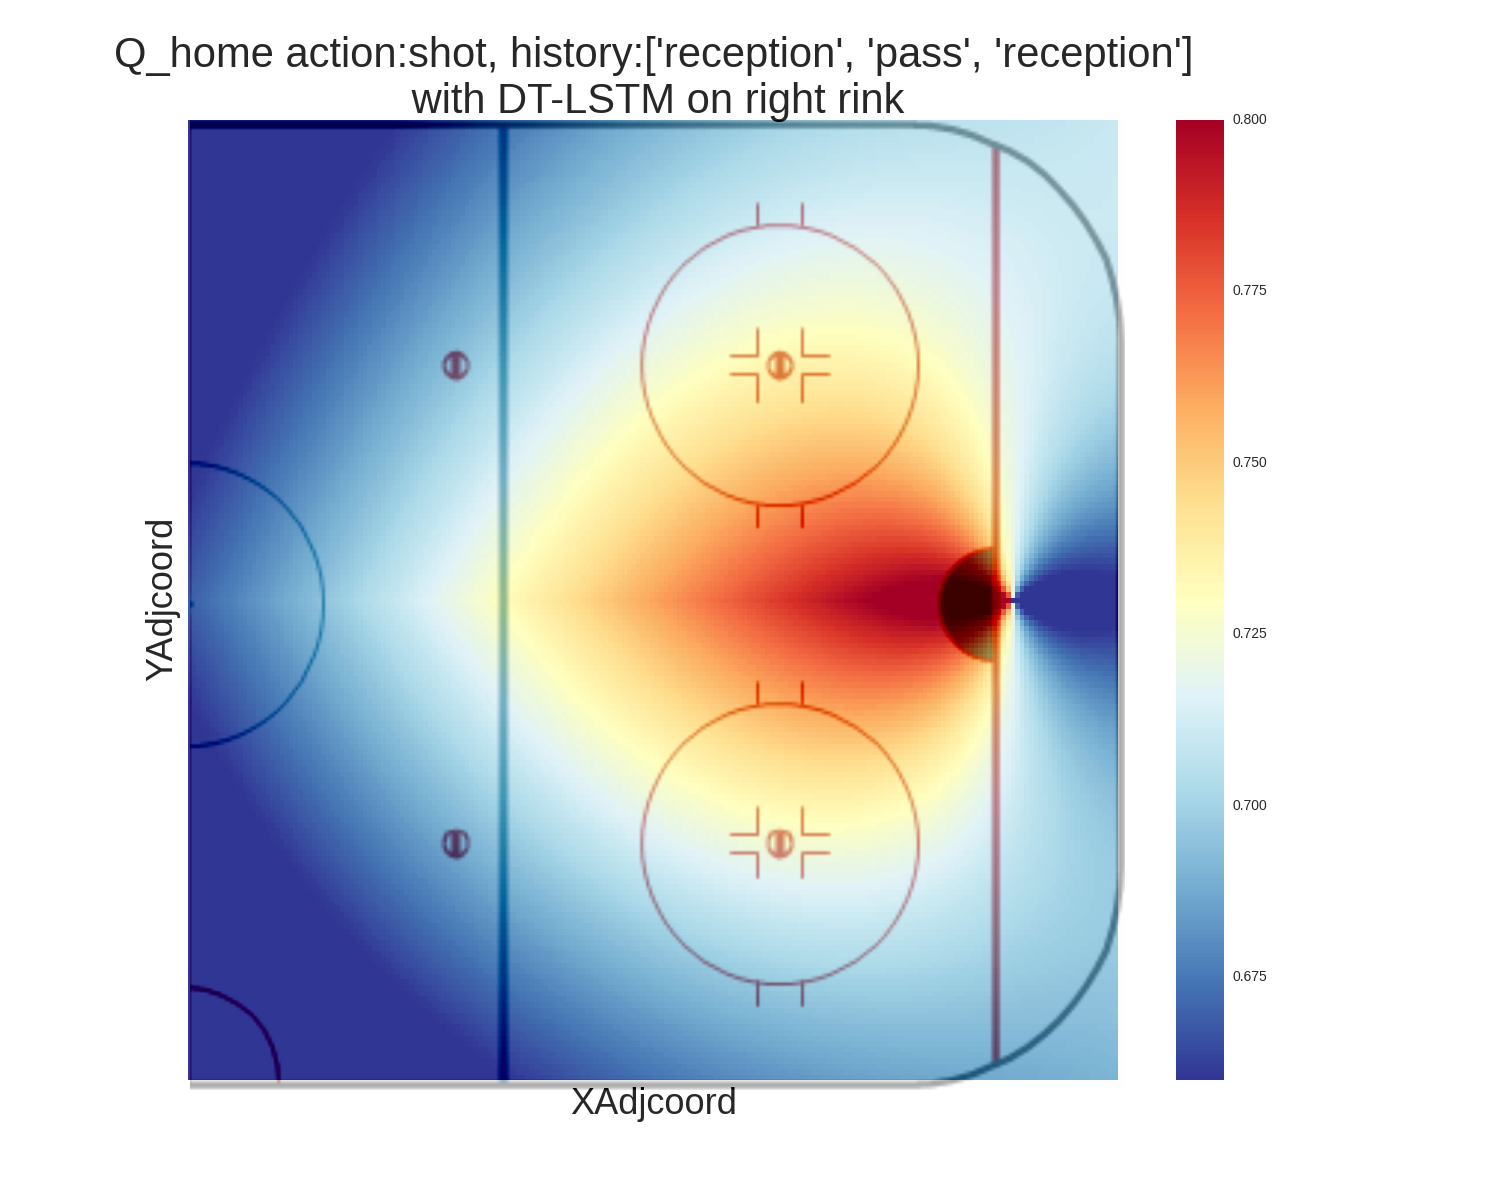 Q_home action:shot, history:['reception', 'pass', 'reception']
with DT-LSTM on right rink
0.800
0.775
0.750
0.725
0.700
0.675
YAdjcoord
XAdjcoord